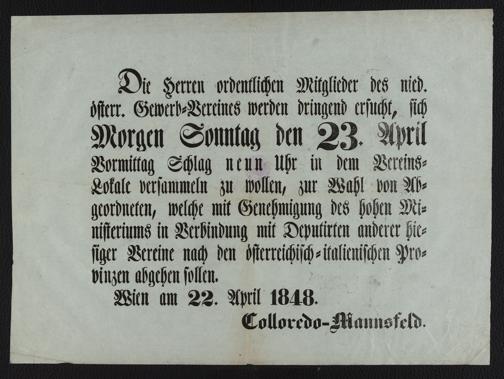 Die Herren ordentlichen Mitglieder des nied.
österr. Gewerb-Vereines werden dringend ersucht, sich
Morgen Sonntag den 23. April
Vormittag Schlag neun Uhr in dem Vereins-
Lokale versammeln zu wollen, zur Wahl von Ab-
geordneten, welche mit Genehmigung des hohen Mi-
nisteriums in Verbindung mit Deputirten anderer hie-
siger Vereine nach den österreichisch-italienischen Pro-
vinzen abgehen sollen.
Wien am 22. April 1848.
Colloredo-Mannsfeld.